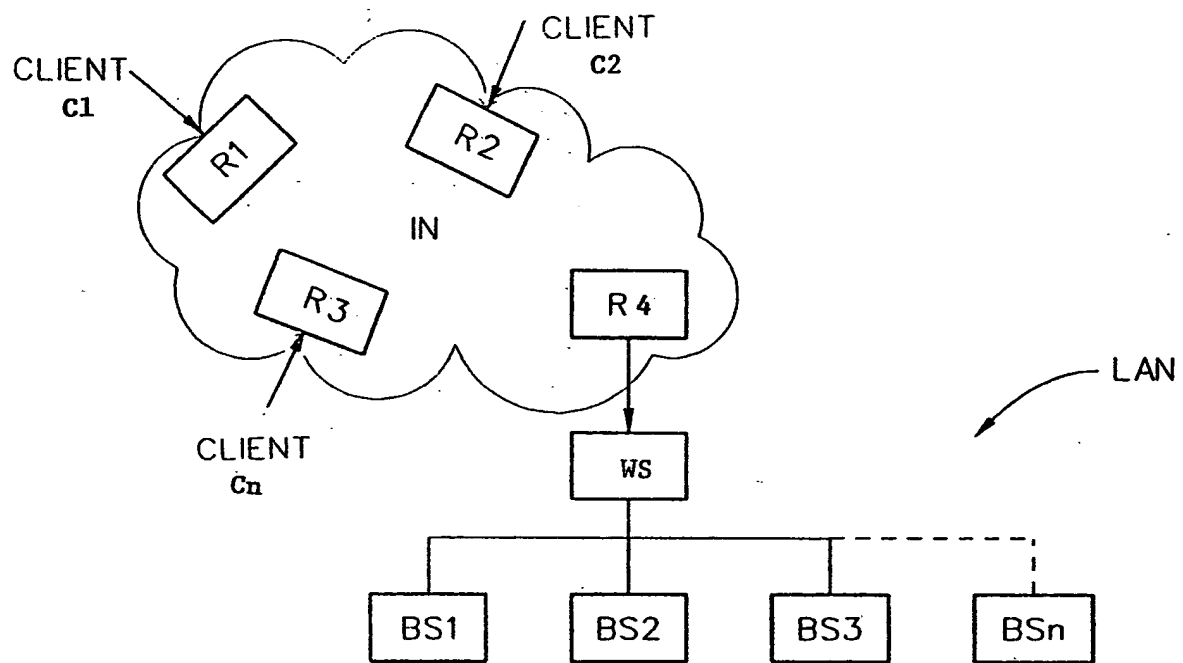 CLIENT
C2
CLIENT
C1
R1
R2
IN
R3
R4
LAN
CLIENT
Cn
WS
BS1
BS2
BS3
BSn